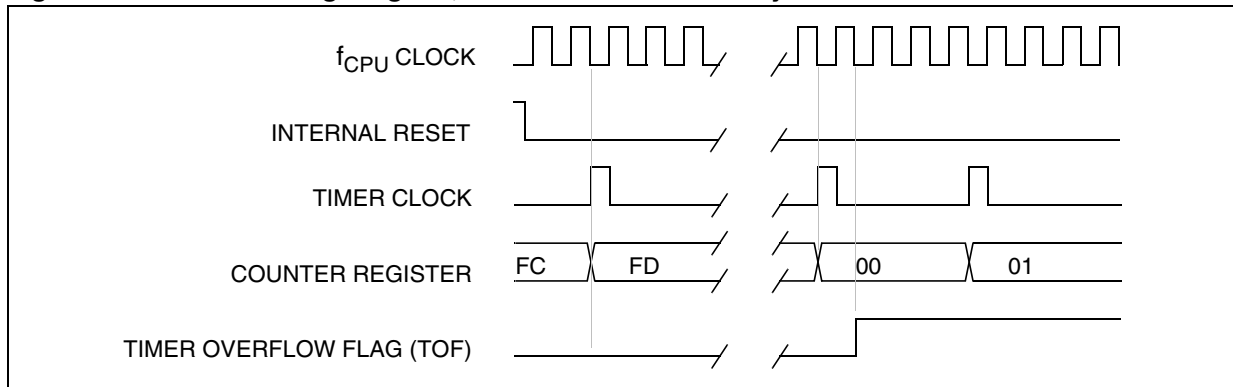 fCPU CLOCK
INTERNAL RESET
TIMER CLOCK
COUNTER REGISTER FC FD 00 01
TIMER OVERFLOW FLAG (TOF)